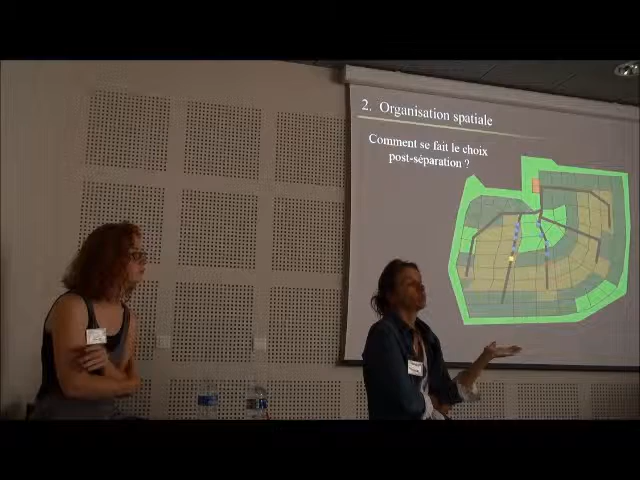 2. Organisation spatiale
Comment se fait le choix
post-séparation ?